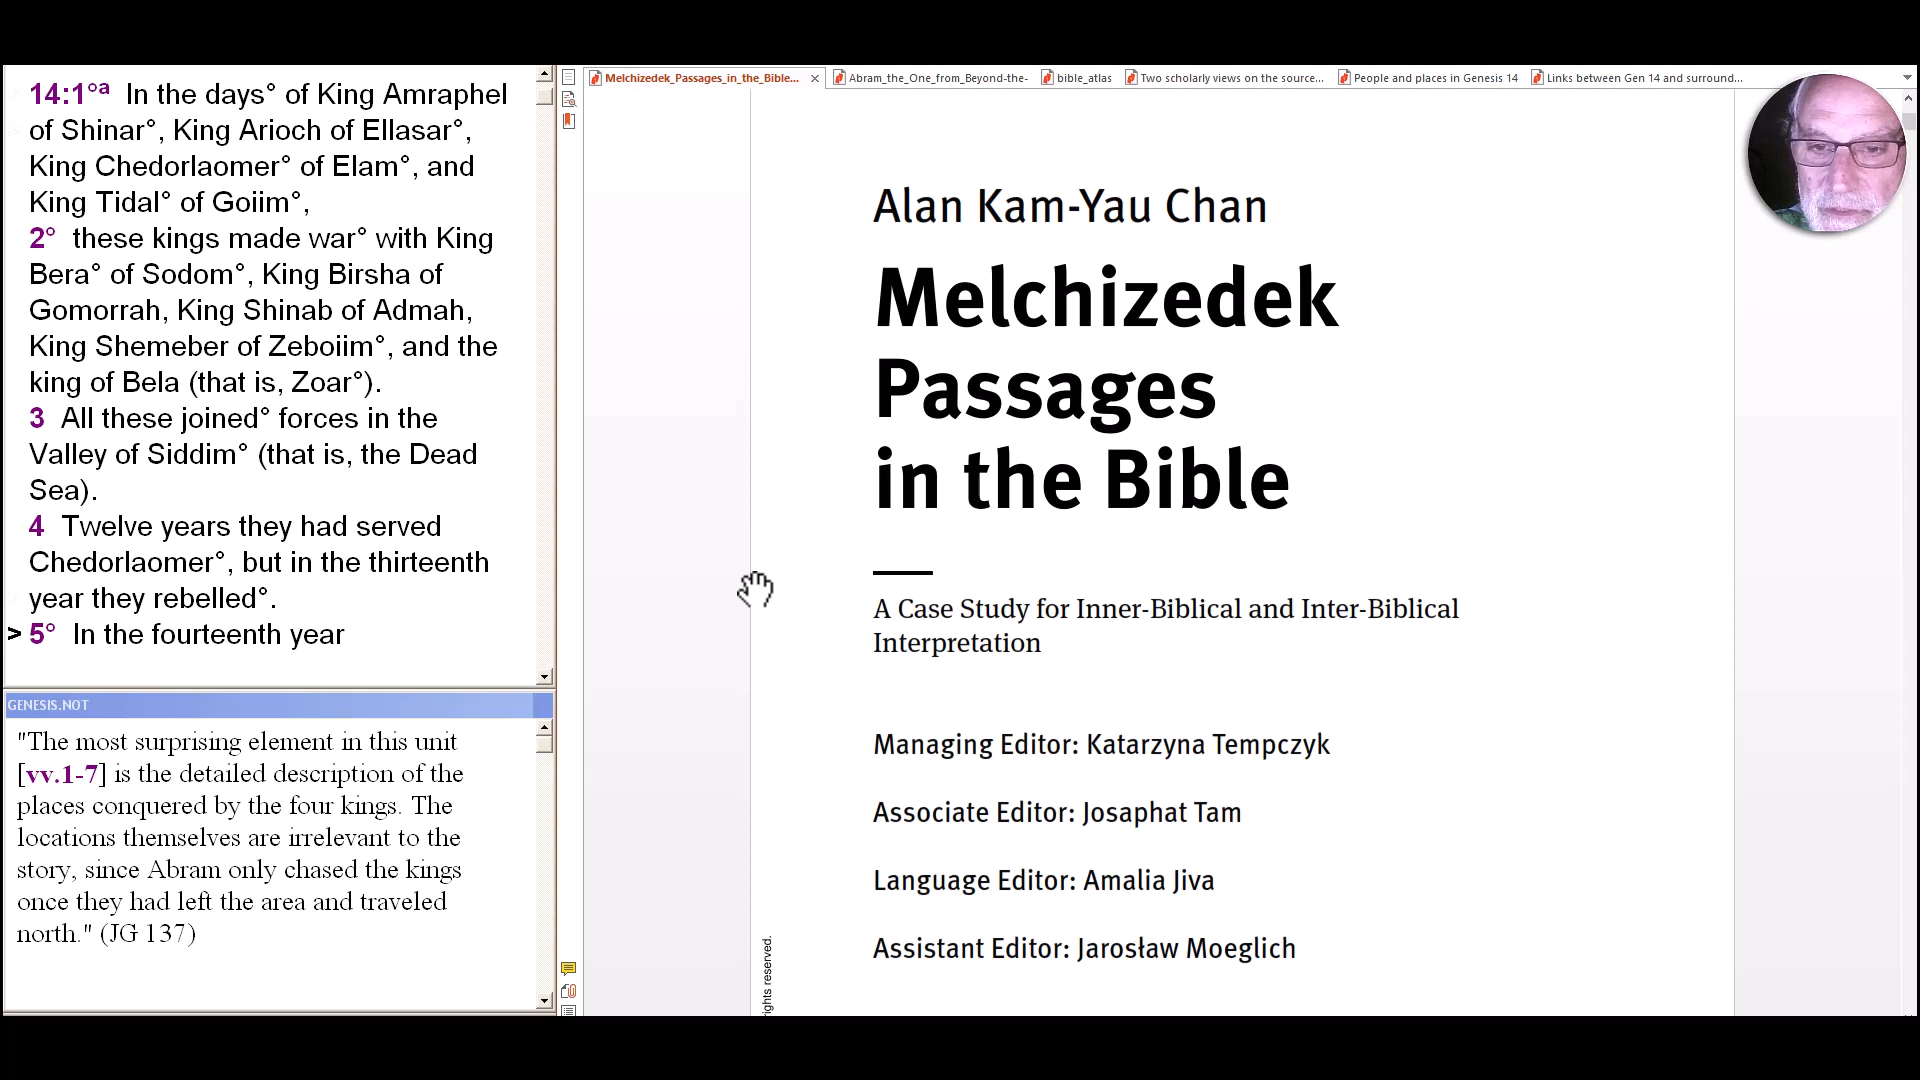 14:1°a In the days° of King Amraphel
of Shinar°, King Arioch of Ellasar°,
King Chedorlaomer° of Elam°, and
King Tidal° of Goiim°,
2° these kings made war° with King
Bera° of Sodom°, King Birsha of
Gomorrah, King Shinab of Admah,
King Shemeber of Zeboiim°, and the
king of Bela (that is, Zoar°).
3 All these joined° forces in the
Valley of Siddim° (that is, the Dead
Sea).
4 Twelve years they had served
Chedorlaomer°, but in the thirteenth
year they rebelled°.
> 5° In the fourteenth year
GENESIS.NOT
"The most surprising element in this unit
[vv.1-7] is the detailed description of the
places conquered by the four kings. The
locations themselves are irrelevant to the
story, since Abram only chased the kings
once they had left the area and traveled
north." (JG 137)
Melchizedek_Passages_in_the_Bible...
Abram_the_One_from_Beyond-the-
bible_atlas
Two scholarly views on the source...
People and places in Genesis 14
Links between Gen 14 and surround...
Alan Kam-Yau Chan
Melchizedek
Passages
in the Bible
A Case Study for Inner-Biblical and Inter-Biblical
Interpretation
Managing Editor: Katarzyna Tempczyk
Associate Editor: Josaphat Tam
Language Editor: Amalia Jiva
Assistant Editor: Jarosław Moeglich
rights reserved.